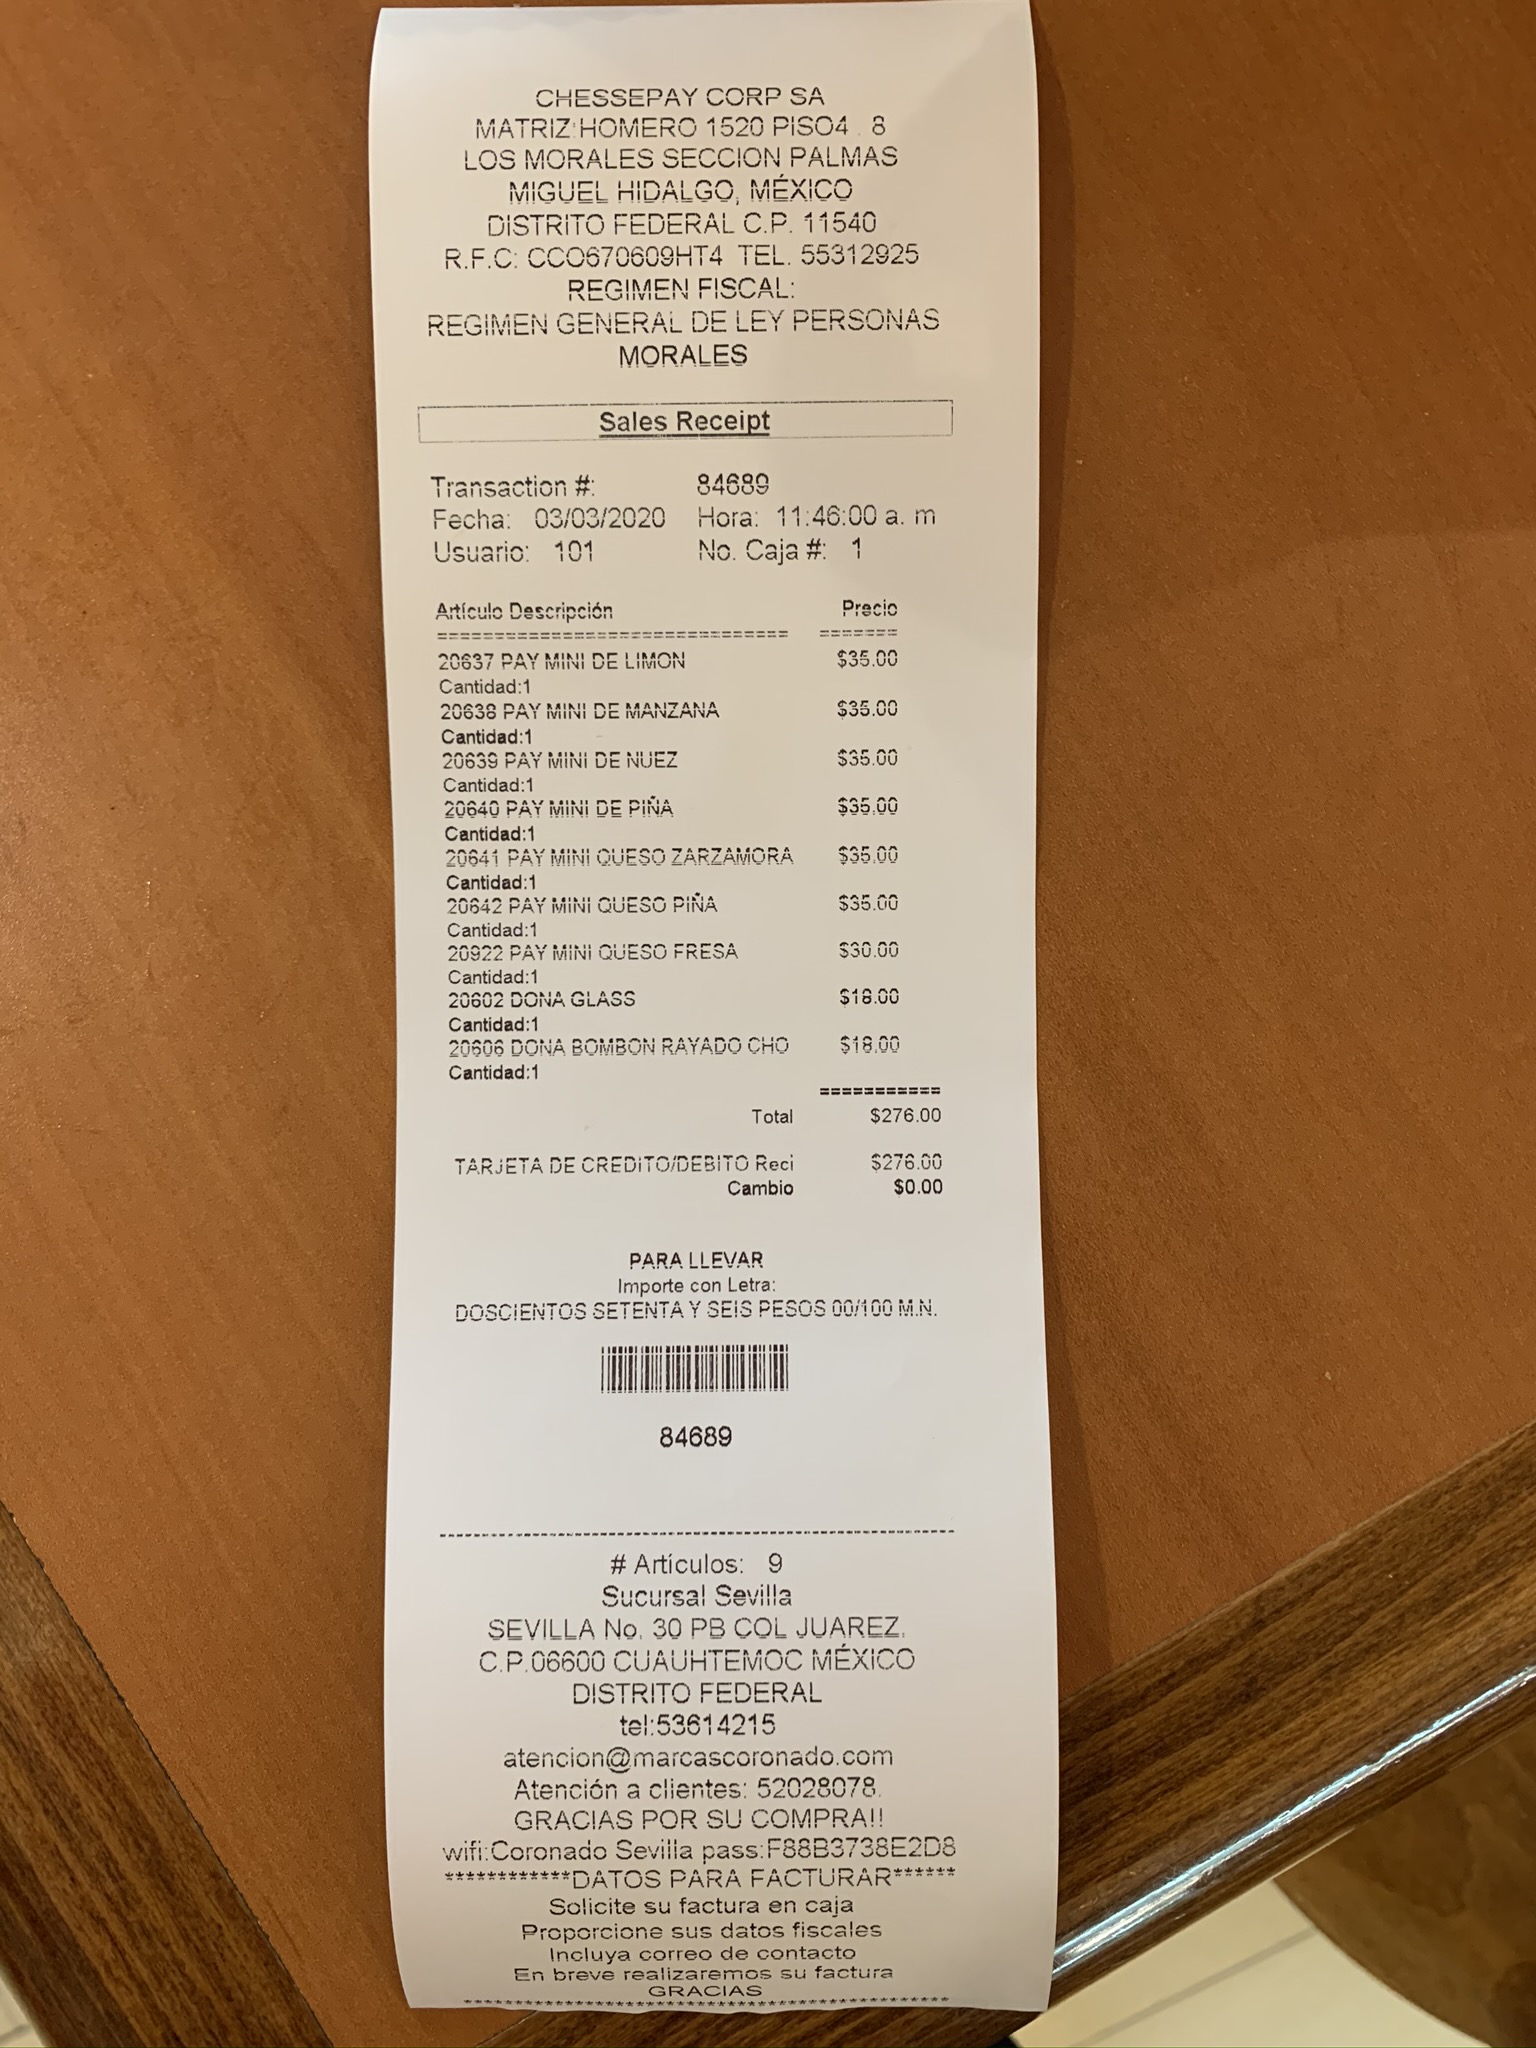 CHESSEPAY CORP SA
MATRIZ:HOMERO 1520 PISO4 . 8
LOS MORALES SECCION PALMAS
MIGUEL HIDALGO, MÉXICO
DISTRITO FEDERAL C.P. 11540
R.F.C: CCO670609HT4 TEL. 55312925
REGIMEN FISCAL:
REGIMEN GENERAL DE LEY PERSONAS
MORALES
Sales Receipt
Transaction #: 84689
Fecha: 03/03/2020 Hora: 11:46:00 a. m
Usuario: 101 No. Caja #: 1
Artículo Descripción Precio
============================== =======
20637 PAY MINI DE LIMON $35.00
Cantidad:1
20638 PAY MINI DE MANZANA $35.00
Cantidad:1
20639 PAY MINI DE NUEZ $35.00
Cantidad:1
20640 PAY MINI DE PIÑA $35.00
Cantidad:1
20641 PAY MINI QUESO ZARZAMORA $35.00
Cantidad:1
20642 PAY MINI QUESO PIÑA $35.00
Cantidad:1
20922 PAY MINI QUESO FRESA $30.00
Cantidad:1
20602 DONA GLASS $18.00
Cantidad:1
20606 DONA BOMBON RAYADO CHO $18.00
Cantidad:1
===========
Total $276.00
TARJETA DE CREDITO/DEBITO Reci $276.00
Cambio $0.00
PARA LLEVAR
Importe con Letra:
DOSCIENTOS SETENTA Y SEIS PESOS 00/100 M.N.
84689
# Artículos: 9
Sucursal Sevilla
SEVILLA No. 30 PB COL JUAREZ.
C.P.06600 CUAUHTEMOC MÉXICO
DISTRITO FEDERAL
tel:53614215
atencion@marcascoronado.com
Atención a clientes: 52028078.
GRACIAS POR SU COMPRA!!
wifi:Coronado Sevilla pass:F88B3738E2D8
************DATOS PARA FACTURAR******
Solicite su factura en caja
Proporcione sus datos fiscales
Incluya correo de contacto
En breve realizaremos su factura
GRACIAS